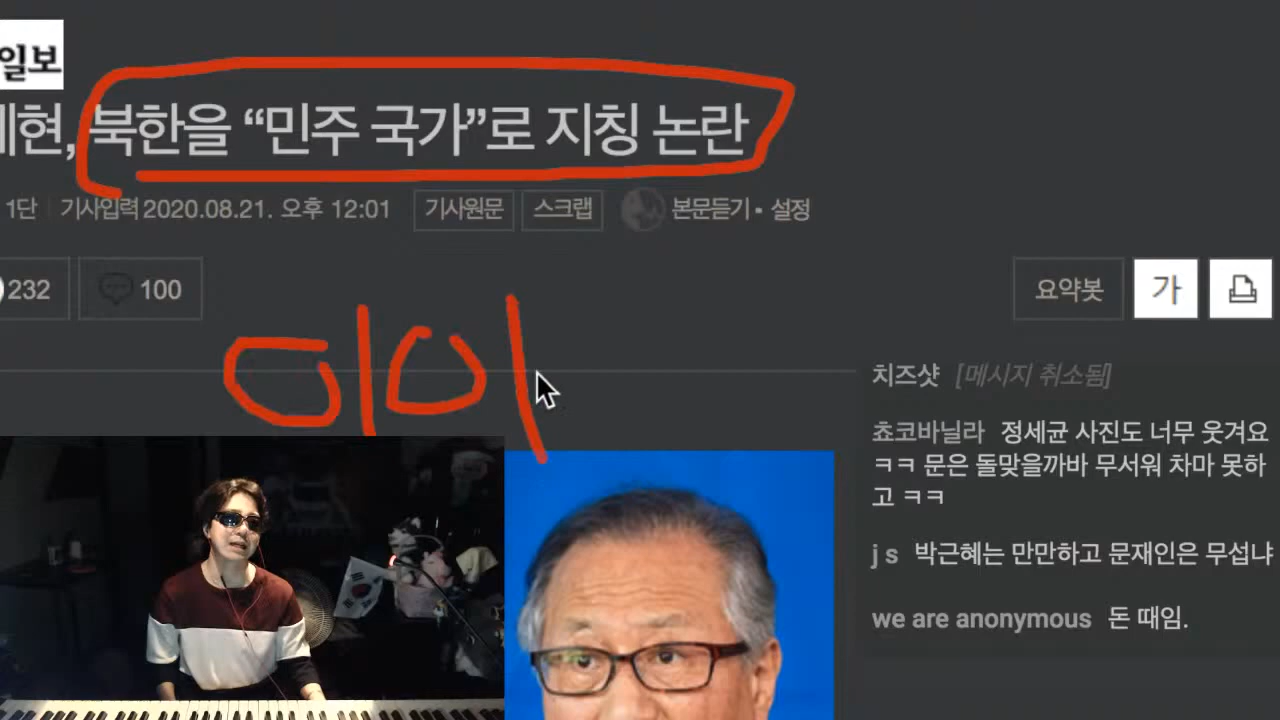 일보
세현, 북한을 “민주 국가”로 지칭 논란
1단 기사입력 2020.08.21. 오후 12:01 기사원문 스크랩 본문듣기 • 설정
232 100
요약봇 가
이이
치즈샷 [메시지 취소됨]
쵸코바닐라 정세균 사진도 너무 웃겨요
ㅋㅋ 문은 돌맞을까바 무서워 차마 못하
고 ㅋㅋ
j s 박근혜는 만만하고 문재인은 무섭냐
we are anonymous 돈 때임.